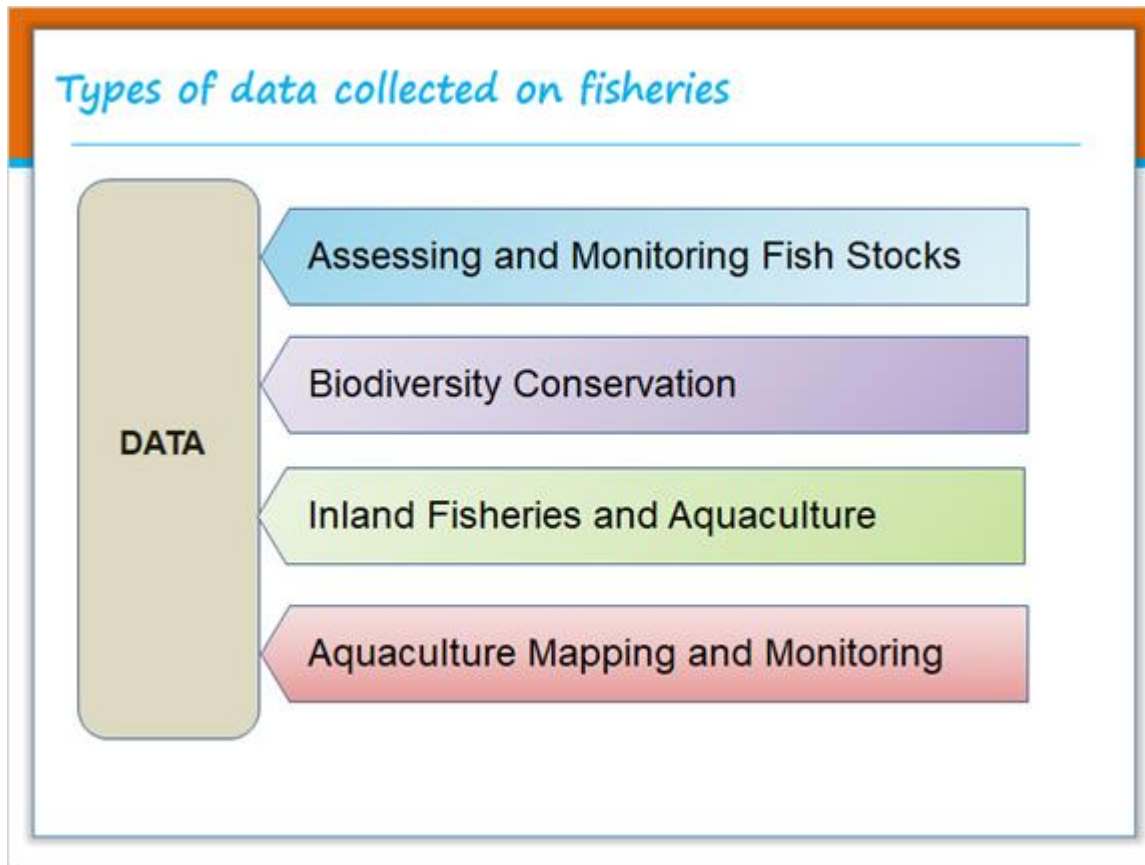 Types of data collected on fisheries
Assessing and Monitoring Fish Stocks
Biodiversity Conservation
DATA
Inland Fisheries and Aquaculture
Aquaculture Mapping and Monitoring